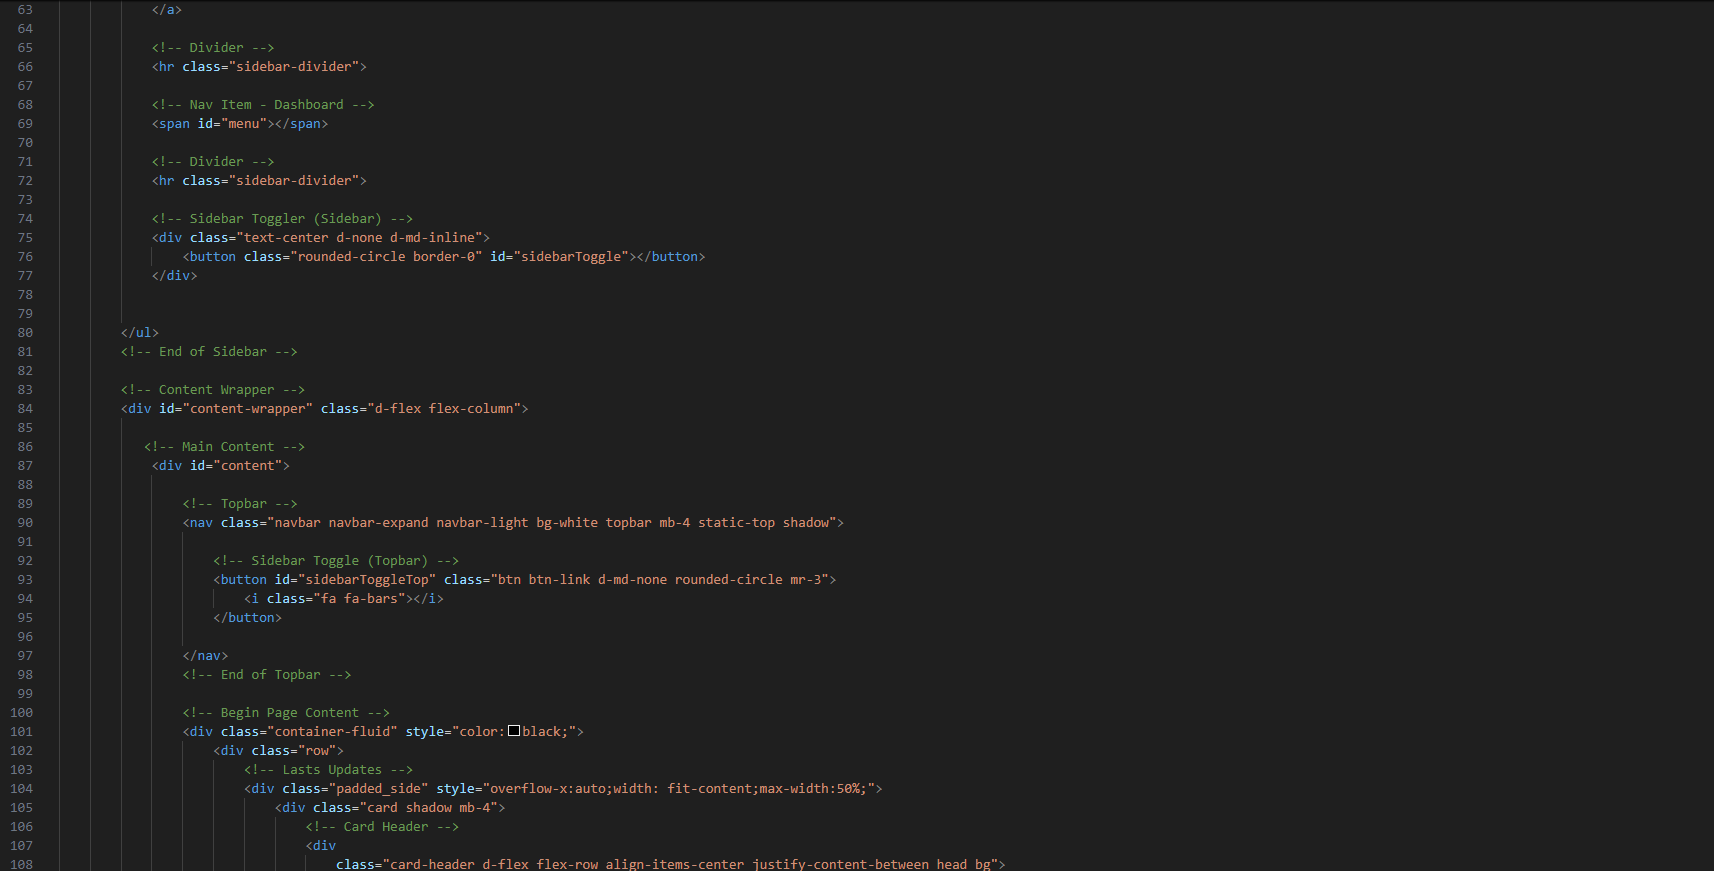 63 </a>
64
65 <!-- Divider -->
66 <hr class="sidebar-divider">
67
68 <!-- Nav Item - Dashboard -->
69 <span id="menu"></span>
70
71 <!-- Divider -->
72 <hr class="sidebar-divider">
73
74 <!-- Sidebar Toggler (Sidebar) -->
75 <div class="text-center d-none d-md-inline">
76 <button class="rounded-circle border-0" id="sidebarToggle"></button>
77 </div>
78
79
80 </ul>
81 <!-- End of Sidebar -->
82
83 <!-- Content Wrapper -->
84 <div id="content-wrapper" class="d-flex flex-column">
85
86 <!-- Main Content -->
87 <div id="content">
88
89 <!-- Topbar -->
90 <nav class="navbar navbar-expand navbar-light bg-white topbar mb-4 static-top shadow">
91
92 <!-- Sidebar Toggle (Topbar) -->
93 <button id="sidebarToggleTop" class="btn btn-link d-md-none rounded-circle mr-3">
94 <i class="fa fa-bars"></i>
95 </button>
96
97 </nav>
98 <!-- End of Topbar -->
99
100 <!-- Begin Page Content -->
101 <div class="container-fluid" style="color:black;">
102 <div class="row">
103 <!-- Lasts Updates -->
104 <div class="padded_side" style="overflow-x:auto;width: fit-content;max-width:50%;">
105 <div class="card shadow mb-4">
106 <!-- Card Header -->
107 <div
108 class="card-header d-flex flex-row align-items-center justify-content-between head bg">